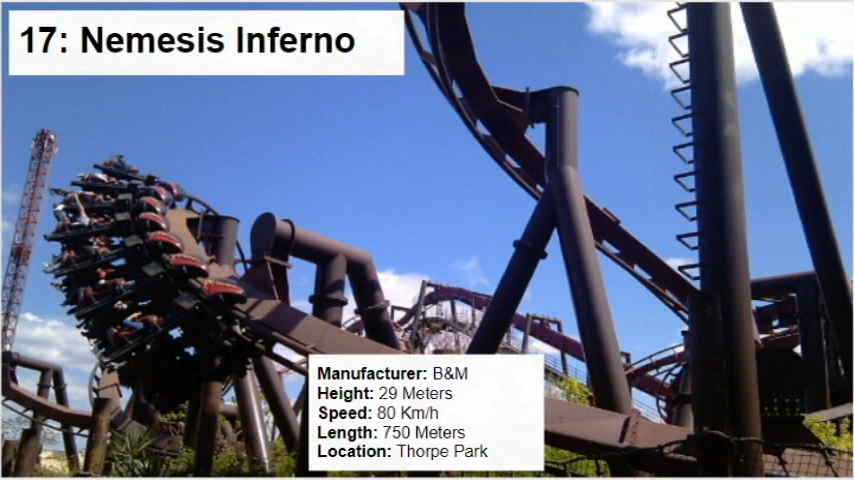 17: Nemesis Inferno
Manufacturer: B&M
Height: 29 Meters
Speed: 80 Km/h
Length: 750 Meters
Location: Thorpe Park